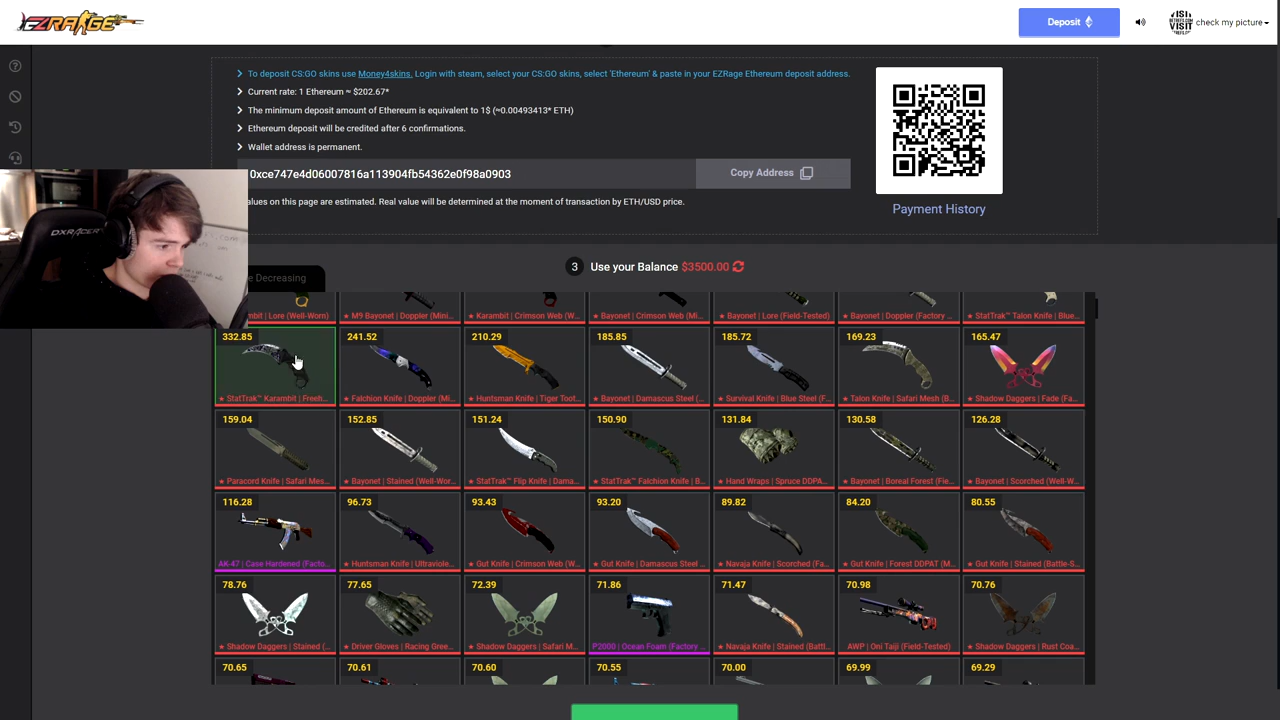 EZRAGE
Deposit
VISIT
check my picture
To deposit CS:GO skins use Money4skins. Login with steam, select your CS:GO skins, select 'Ethereum' & paste in your EZRage Ethereum deposit address.
Current rate: 1 Ethereum ≈ $202.67*
The minimum deposit amount of Ethereum is equivalent to 1$ (≈0.00493413* ETH)
Ethereum deposit will be credited after 6 confirmations.
Wallet address is permanent.
0xce747e4d06007816a113904fb54362e0f98a0903
Copy Address
alues on this page are estimated. Real value will be determined at the moment of transaction by ETH/USD price.
Payment History
DXRACER
e Decreasing
3 Use your Balance $3500.00
mbit | Lore (Well-Worn) ★ M9 Bayonet | Doppler (Mini... ★ Karambit | Crimson Web (W... ★ Bayonet | Crimson Web (Mi... ★ Bayonet | Lore (Field-Tested) ★ Bayonet | Doppler (Factory ... ★ StatTrak™ Talon Knife | Blue...
332.85 241.52 210.29 185.85 185.72 169.23 165.47
★ StatTrak™ Karambit | Freeh... ★ Falchion Knife | Doppler (Mi... ★ Huntsman Knife | Tiger Toot... ★ Bayonet | Damascus Steel (... ★ Survival Knife | Blue Steel (F... ★ Talon Knife | Safari Mesh (B... ★ Shadow Daggers | Fade (Fa...
159.04 152.85 151.24 150.90 131.84 130.58 126.28
★ Paracord Knife | Safari Mes... ★ Bayonet | Stained (Well-Wor... ★ StatTrak™ Flip Knife | Dama... ★ StatTrak™ Falchion Knife | B... ★ Hand Wraps | Spruce DDPA... ★ Bayonet | Boreal Forest (Fie... ★ Bayonet | Scorched (Well-W...
116.28 96.73 93.43 93.20 89.82 84.20 80.55
AK-47 | Case Hardened (Facto... ★ Huntsman Knife | Ultraviole... ★ Gut Knife | Crimson Web (W... ★ Gut Knife | Damascus Steel ... ★ Navaja Knife | Scorched (Fa... ★ Gut Knife | Forest DDPAT (M... ★ Gut Knife | Stained (Battle-S...
78.76 77.65 72.39 71.86 71.47 70.98 70.76
★ Shadow Daggers | Stained (... ★ Driver Gloves | Racing Gree... ★ Shadow Daggers | Safari M... P2000 | Ocean Foam (Factory ... ★ Navaja Knife | Stained (Battl... AWP | Oni Taiji (Field-Tested) ★ Shadow Daggers | Rust Coa...
70.65 70.61 70.60 70.55 70.00 69.99 69.29